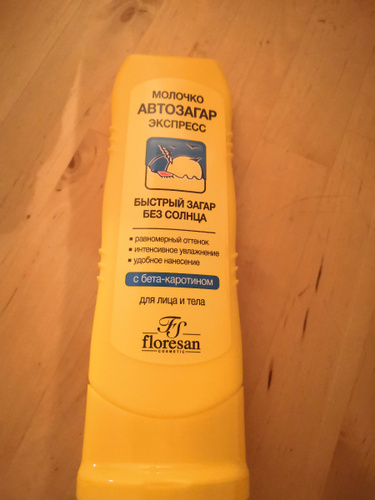 МОЛОЧКО
АВТОЗАГАР
ЭКСПРЕСС
БЫСТРЫЙ ЗАГАР
БЕЗ СОЛНЦА
• равномерный оттенок
• интенсивное увлажнение
• удобное нанесение
с бета-каротином
для лица и тела
FS
floresan
COSMETIC